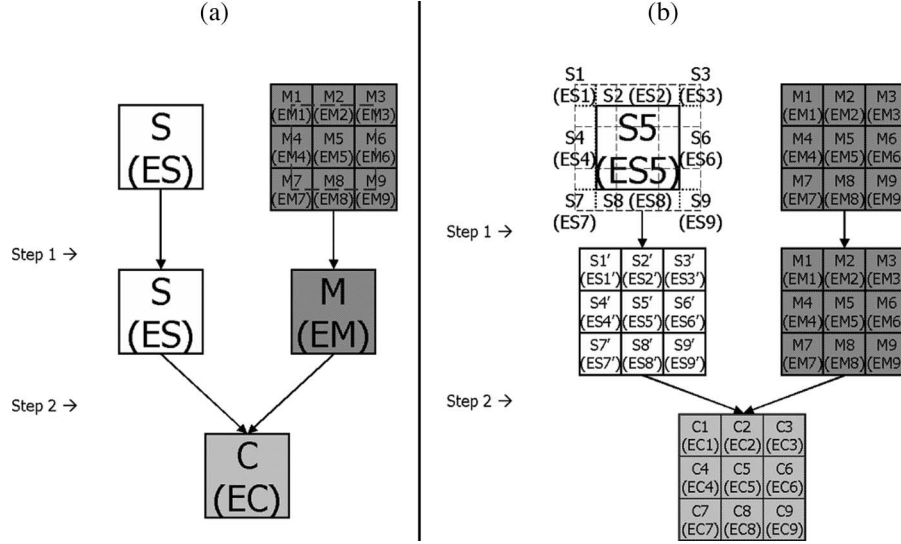 (a)
(b)
S
(ES)
M1 M2 M3
(EM1) (EM2) (EM3)
M4 M5 M6
(EM4) (EM5) (EM6)
M7 M8 M9
(EM7) (EM8) (EM9)
Step 1 →
S
(ES)
M
(EM)
Step 2 →
C
(EC)
S1 S3
(ES1) S2 (ES2) (ES3)
S5
S4 S6
(ES4) (ES6)
(ES5)
S7 S8 (ES8) S9
(ES7) (ES9)
M1 M2 M3
(EM1) (EM2) (EM3)
M4 M5 M6
(EM4) (EM5) (EM6)
M7 M8 M9
(EM7) (EM8) (EM9)
Step 1 →
S1' S2' S3'
(ES1') (ES2') (ES3')
S4' S5' S6'
(ES4') (ES5') (ES6')
S7' S8' S9'
(ES7') (ES8') (ES9')
M1 M2 M3
(EM1) (EM2) (EM3)
M4 M5 M6
(EM4) (EM5) (EM6)
M7 M8 M9
(EM7) (EM8) (EM9)
Step 2 →
C1 C2 C3
(EC1) (EC2) (EC3)
C4 C5 C6
(EC4) (EC5) (EC6)
C7 C8 C9
(EC7) (EC8) (EC9)